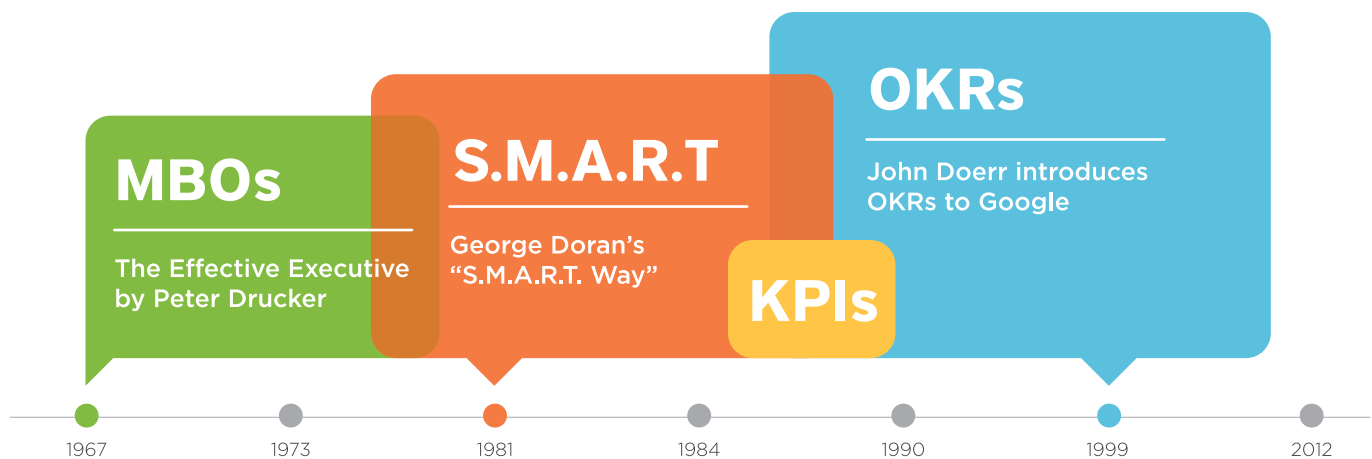 MBOs
The Effective Executive
by Peter Drucker
S.M.A.R.T
George Doran’s
“S.M.A.R.T. Way”
KPIs
OKRs
John Doerr introduces
OKRs to Google
1967
1973
1981
1984
1990
1999
2012